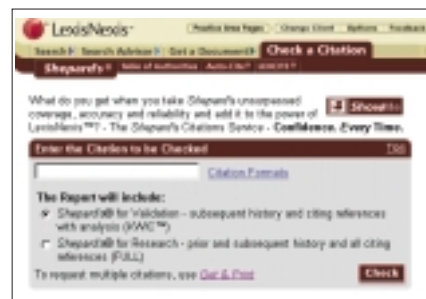 LexisNexis™
Practice Area Pages | Change Client Options Feedback
Search Search Advisor Get a Document Check a Citation
Shepard's® Table of Authorities Auto-Cite®
What do you get when you take Shepard's unsurpassed
coverage, accuracy and reliability and add it to the power of
LexisNexis™? - The Shepard's Citations Service - Confidence. Every Time.
Enter the Citation to be Checked
Citation Formats
The Report will include:
Shepard's® for Validation - subsequent history and citing references
with analysis (KWIC™)
Shepard's® for Research - prior and subsequent history and all citing
references (FULL)
To request multiple citations, use Get & Print
Check